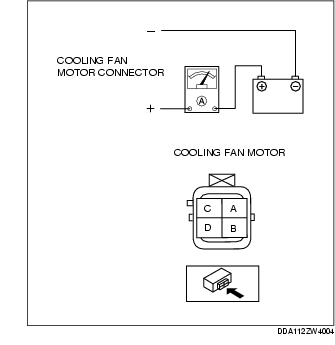 −
COOLING FAN
MOTOR CONNECTOR
+
A
+ −
COOLING FAN MOTOR
C A
D B
DDA112ZW4004